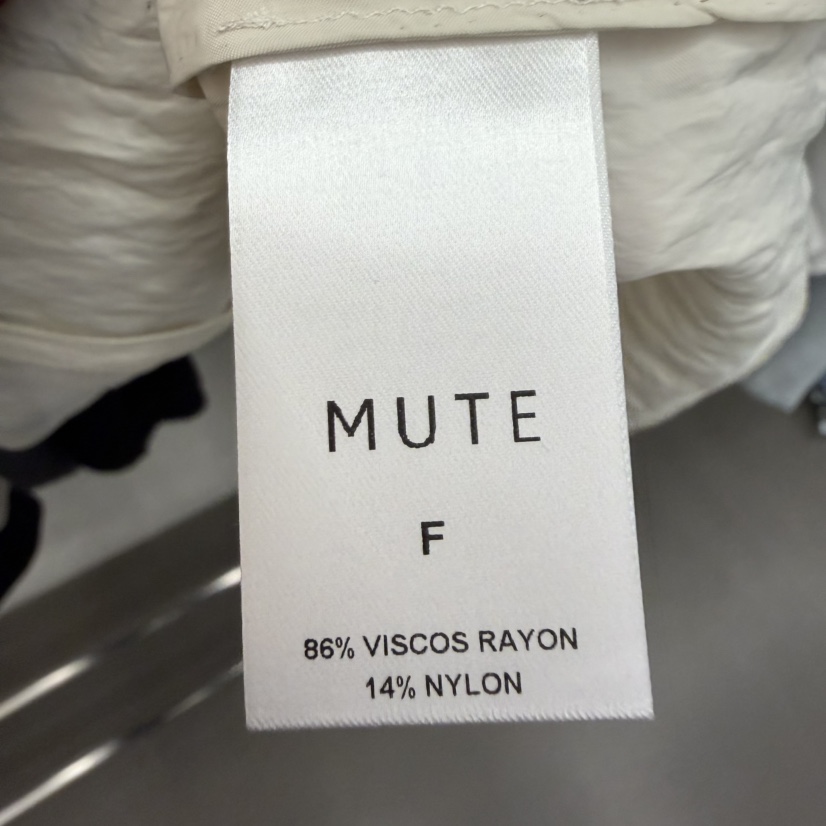 MUTE
F
86% VISCOS RAYON
14% NYLON